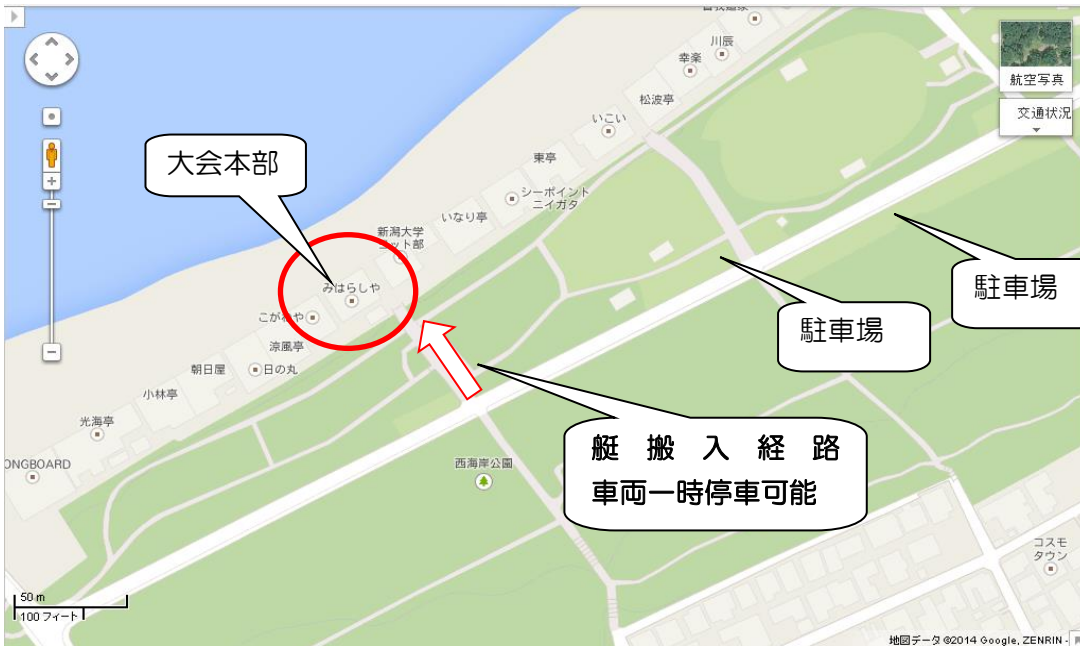 川辰
幸楽
松波亭
いこい
東亭
シーポイント
ニイガタ
いなり亭
新潟大学
ヨット部
みはらしや
こがねや
涼風亭
日の丸
朝日屋
小林亭
光海亭
ONGBOARD
大会本部
駐車場
駐車場
艇搬入経路
車両一時停車可能
西海岸公園
コスモ
タウン
航空写真
交通状況
50 m
100 フィート
地図データ ©2014 Google, ZENRIN -